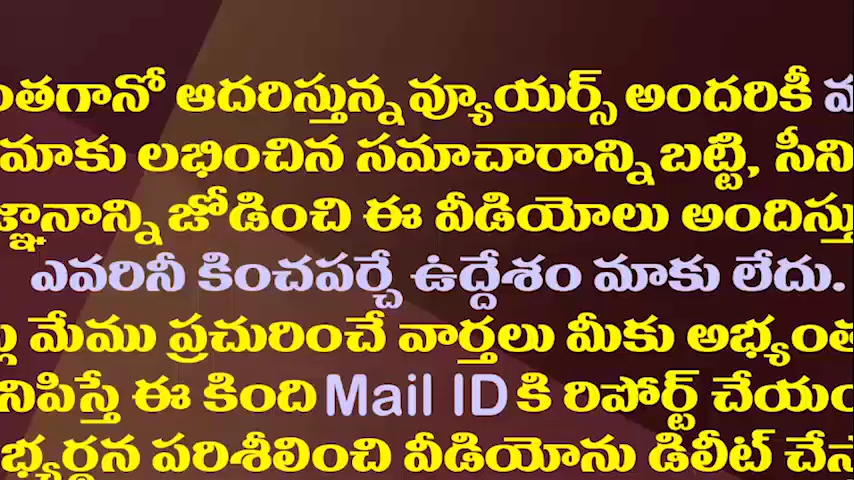 ంతగానో ఆదరిస్తున్న వ్యూయర్స్ అందరికీ
మాకు లభించిన సమాచారాన్ని బట్టి, సీని
జ్ఞానాన్ని జోడించి ఈ వీడియోలు అందిస్తు
ఎవరినీ కించపర్చే ఉద్దేశం మాకు లేదు.
మేము ప్రచురించే వార్తలు మీకు అభ్యంత
నిపిస్తే ఈ కింది Mail ID కి రిపోర్ట్ చేయం
భ్యర్థన పరిశీలించి వీడియోను డిలీట్ చేస